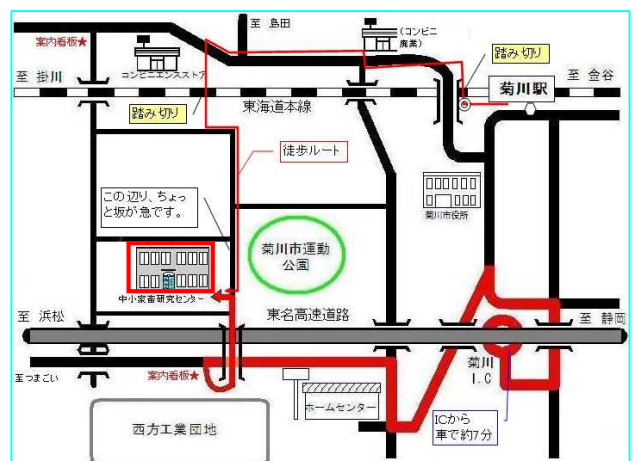 至 島田
(コンビニ
廃業)
案内看板★
コンビニエンスストア
踏み切り
至 掛川
至 金谷
菊川駅
東海道本線
踏み切り
徒歩ルート
この辺り、ちょっ
と坂が急です。
菊川市役所
菊川市運動
公園
中小家畜研究センター
至 浜松
東名高速道路
至 静岡
至つまごい
案内看板★
菊川
I.C
ホームセンター
ICから
車で約7分
西方工業団地